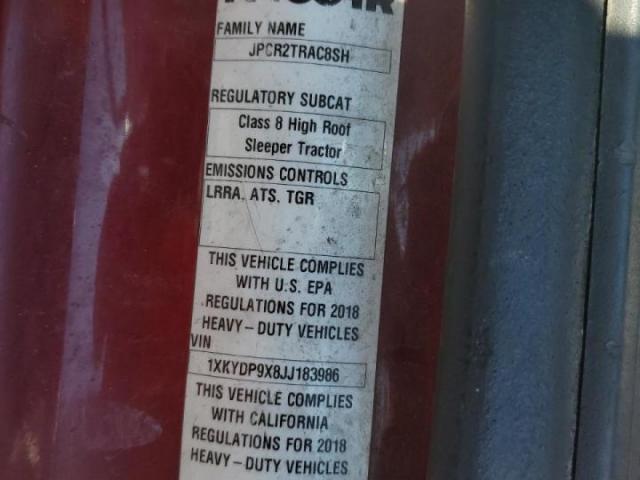 FAMILY NAME
JPCR2TRAC8SH
REGULATORY SUBCAT
Class 8 High Roof
Sleeper Tractor
EMISSIONS CONTROLS
LRRA, ATS, TGR
THIS VEHICLE COMPLIES
WITH U.S. EPA
REGULATIONS FOR 2018
HEAVY-DUTY VEHICLES
VIN
1XKYDP9X8JJ183986
THIS VEHICLE COMPLIES
WITH CALIFORNIA
REGULATIONS FOR 2018
HEAVY-DUTY VEHICLES